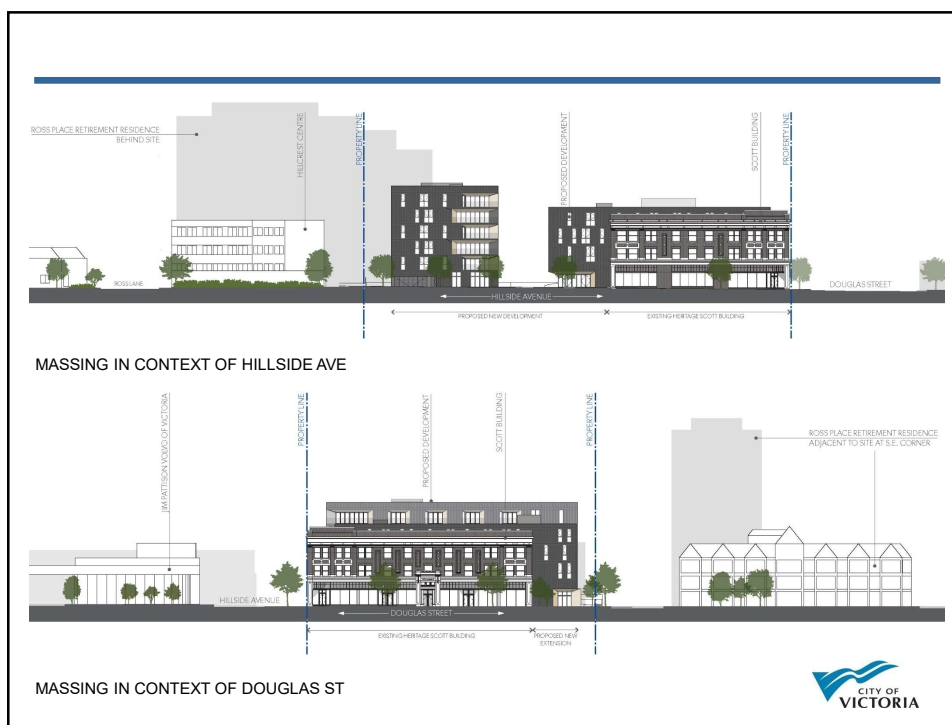 ROSS PLACE RETIREMENT RESIDENCE
BEHIND SITE
HILLCREST CENTRE
PROPERTY LINE
PROPOSED DEVELOPMENT
SCOTT BUILDING
PROPERTY LINE
ROSS LANE
HILLSIDE AVENUE
DOUGLAS STREET
PROPOSED NEW DEVELOPMENT
EXISTING HERITAGE SCOTT BUILDING
MASSING IN CONTEXT OF HILLSIDE AVE
JIM PATTISON VOLVO OF VICTORIA
PROPERTY LINE
PROPOSED DEVELOPMENT
SCOTT BUILDING
PROPERTY LINE
ROSS PLACE RETIREMENT RESIDENCE
ADJACENT TO SITE AT S.E. CORNER
HILLSIDE AVENUE
DOUGLAS STREET
EXISTING HERITAGE SCOTT BUILDING
PROPOSED NEW
EXTENSION
MASSING IN CONTEXT OF DOUGLAS ST
CITY OF
VICTORIA